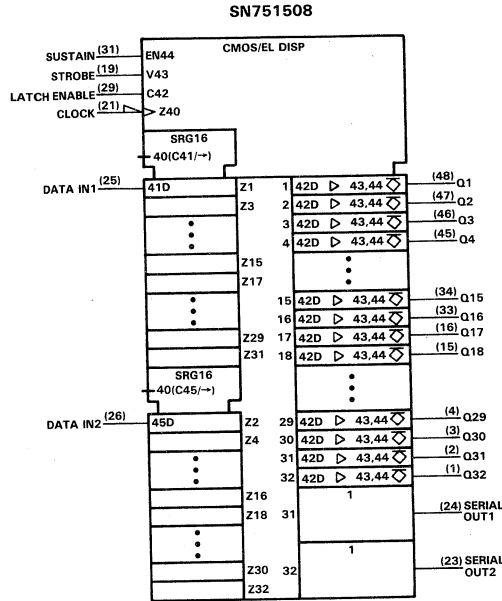 SN751508
CMOS/EL DISP
SUSTAIN (31) EN44
STROBE (19) V43
LATCH ENABLE (29) C42
CLOCK (21) Z40
SRG16
40(C41/→)
DATA IN1 (25) 41D Z1 1 42D ▷ 43,44 (48) Q1
Z3 2 42D ▷ 43,44 (47) Q2
3 42D ▷ 43,44 (46) Q3
4 42D ▷ 43,44 (45) Q4
Z15
Z17
15 42D ▷ 43,44 (34) Q15
16 42D ▷ 43,44 (33) Q16
Z29 17 42D ▷ 43,44 (16) Q17
Z31 18 42D ▷ 43,44 (15) Q18
SRG16
40(C45/→)
DATA IN2 (26) 45D Z2 29 42D ▷ 43,44 (4) Q29
Z4 30 42D ▷ 43,44 (3) Q30
31 42D ▷ 43,44 (2) Q31
32 42D ▷ 43,44 (1) Q32
Z16 1
Z18 31 (24) SERIAL
OUT1
1
Z30 32 (23) SERIAL
OUT2
Z32